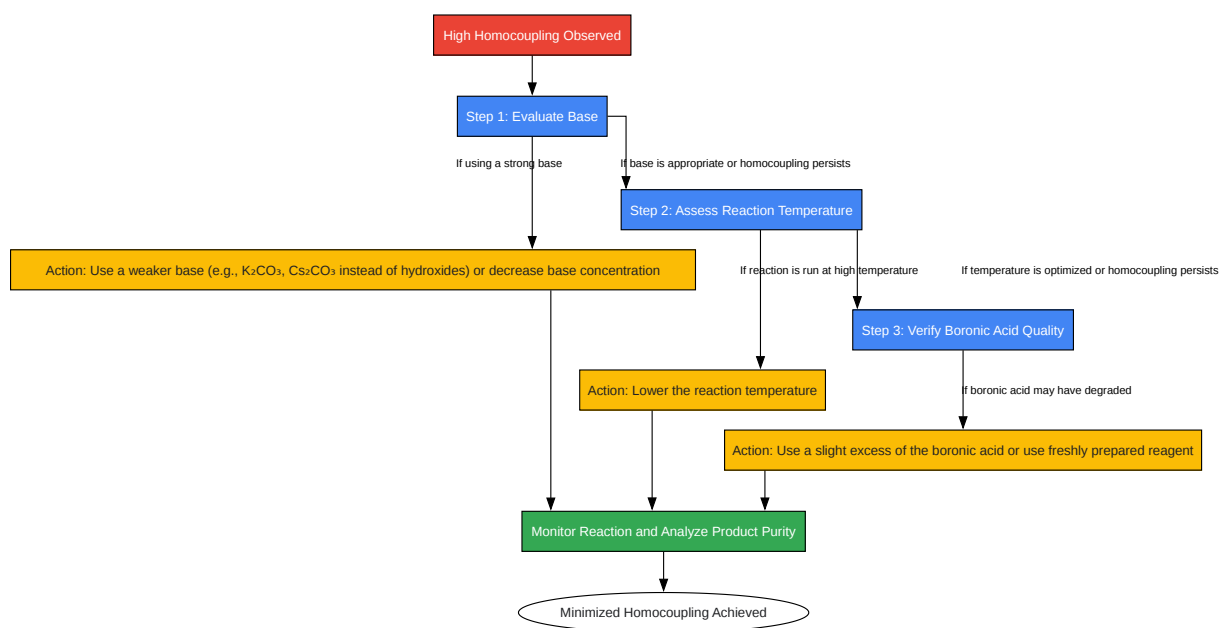 High Homocoupling Observed
Step 1: Evaluate Base
If using a strong base
If base is appropriate or homocoupling persists
Step 2: Assess Reaction Temperature
Action: Use a weaker base (e.g., K₂CO₃, Cs₂CO₃ instead of hydroxides) or decrease base concentration
If reaction is run at high temperature
If temperature is optimized or homocoupling persists
Step 3: Verify Boronic Acid Quality
Action: Lower the reaction temperature
If boronic acid may have degraded
Action: Use a slight excess of the boronic acid or use freshly prepared reagent
Monitor Reaction and Analyze Product Purity
Minimized Homocoupling Achieved